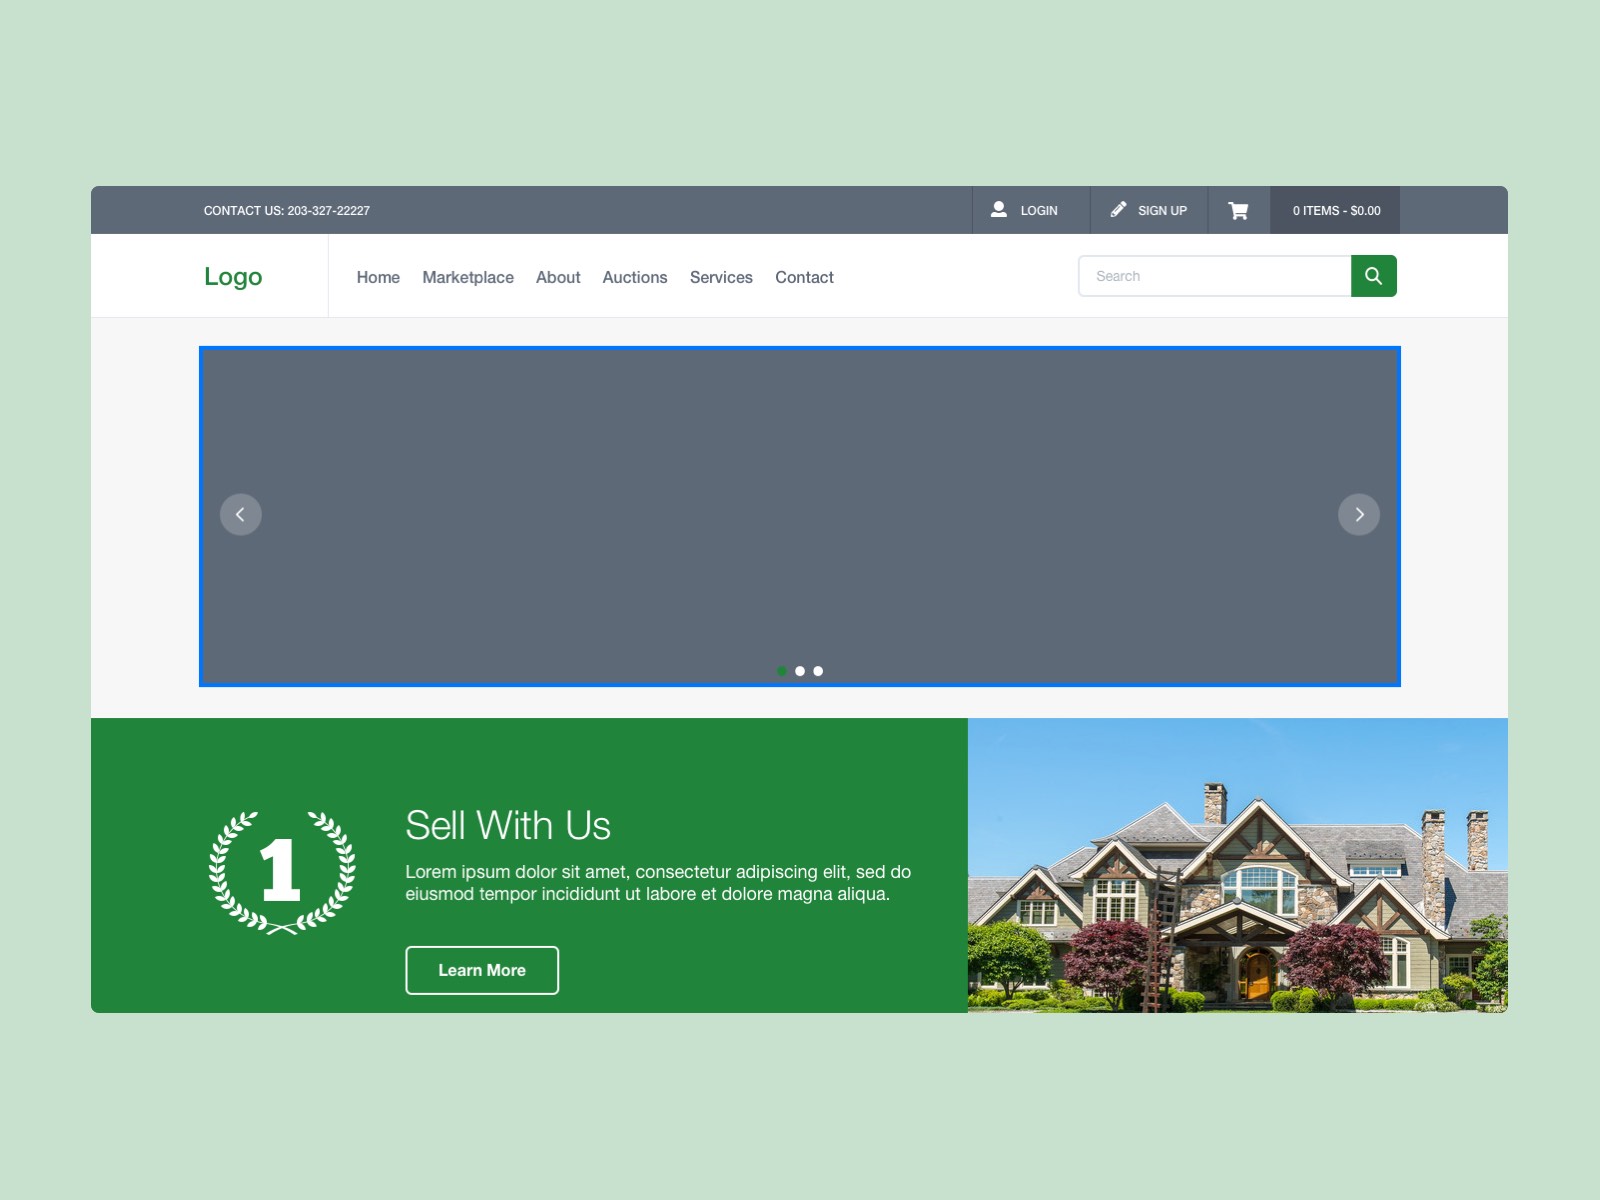 CONTACT US: 203-327-22227
LOGIN
SIGN UP
0 ITEMS - $0.00
Logo
Home
Marketplace
About
Auctions
Services
Contact
Search
1
Sell With Us
Lorem ipsum dolor sit amet, consectetur adipiscing elit, sed do
eiusmod tempor incididunt ut labore et dolore magna aliqua.
Learn More